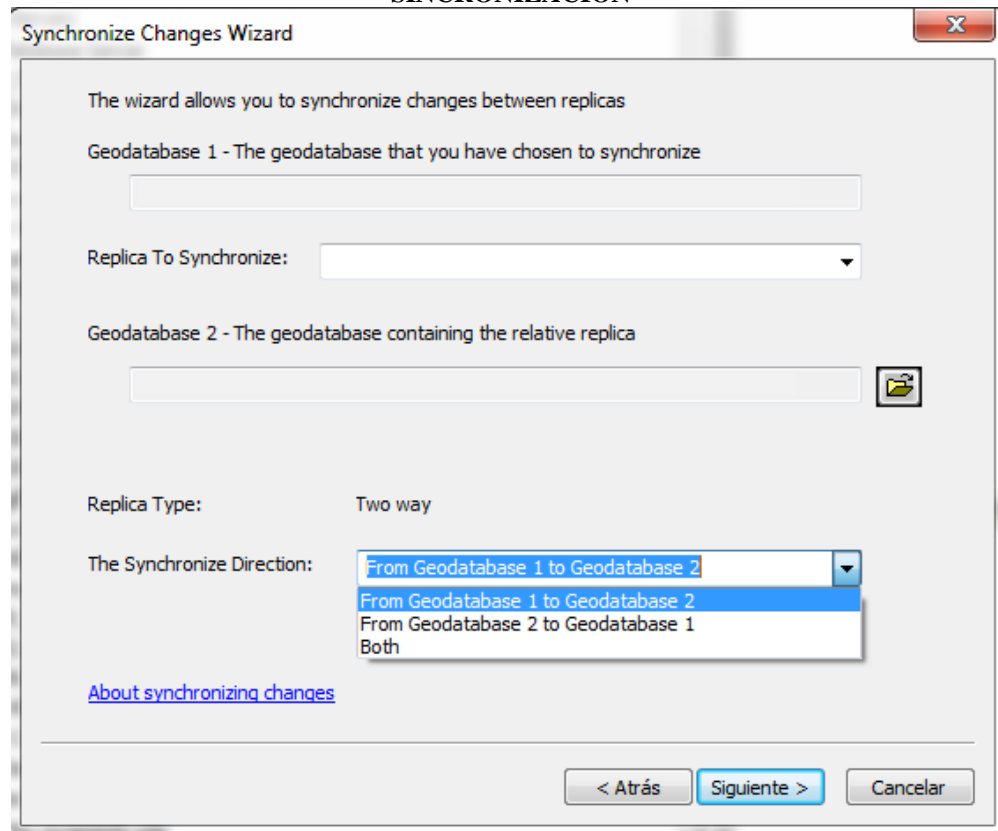 SINCRONIZACIÓN
Synchronize Changes Wizard
The wizard allows you to synchronize changes between replicas
Geodatabase 1 - The geodatabase that you have chosen to synchronize
Replica To Synchronize:
Geodatabase 2 - The geodatabase containing the relative replica
Replica Type: Two way
The Synchronize Direction: From Geodatabase 1 to Geodatabase 2
From Geodatabase 1 to Geodatabase 2
From Geodatabase 2 to Geodatabase 1
Both
About synchronizing changes
< Atrás Siguiente > Cancelar